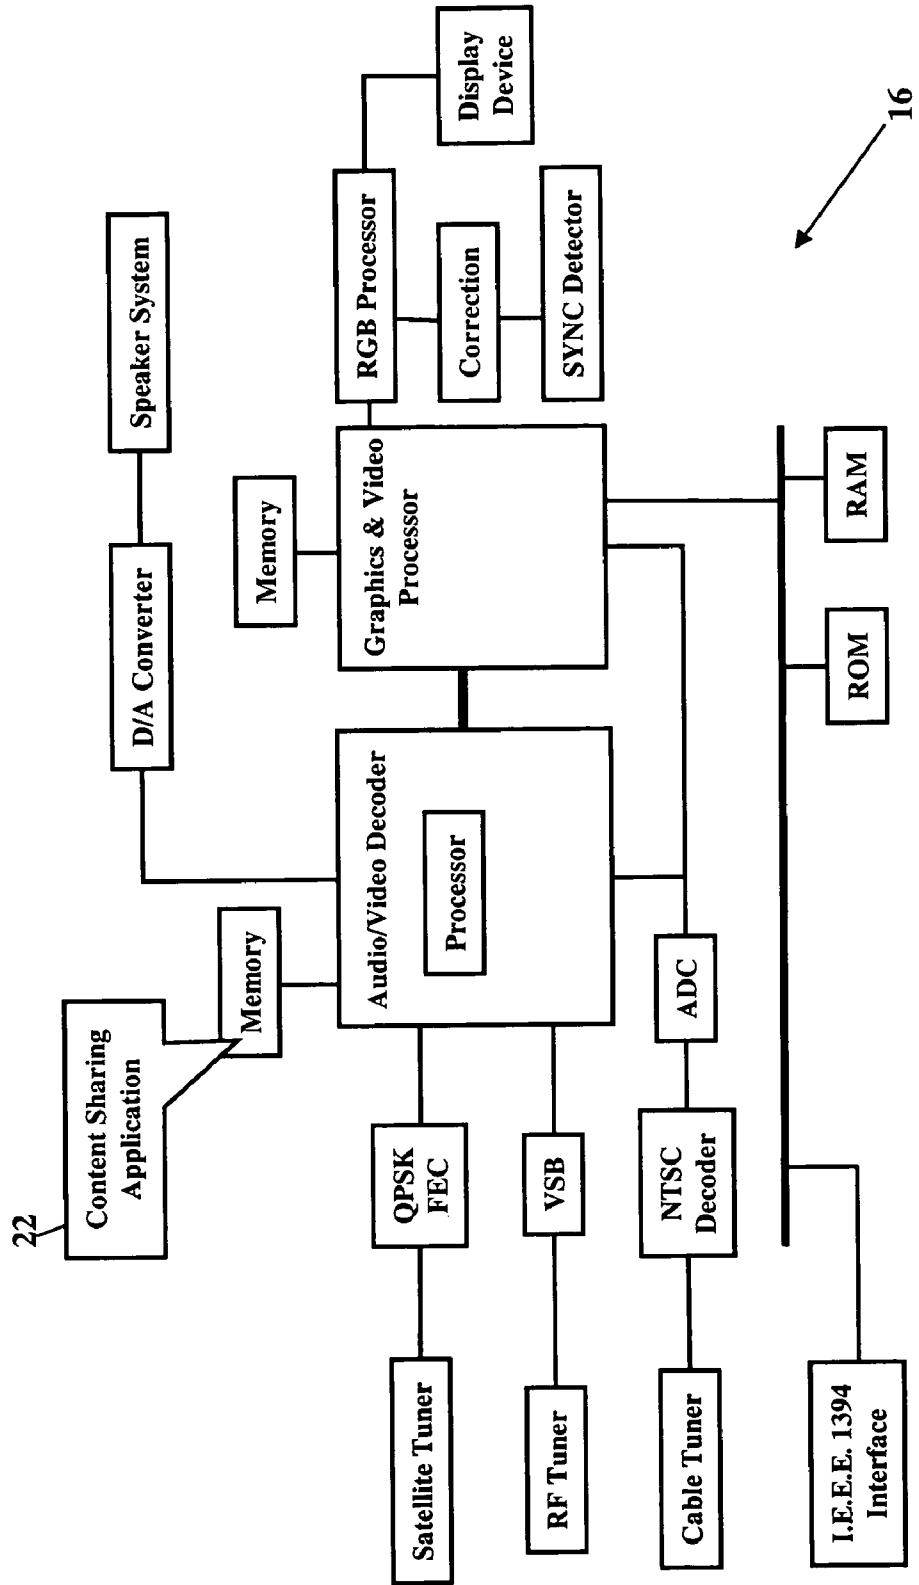 22
Content Sharing
Application
Memory
D/A Converter
Speaker System
Memory
Satellite Tuner
QPSK
FEC
Audio/Video Decoder
Processor
Graphics & Video
Processor
RGB Processor
Display
Device
Correction
RF Tuner
VSB
SYNC Detector
Cable Tuner
NTSC
Decoder
ADC
I.E.E.E. 1394
Interface
ROM
RAM
16